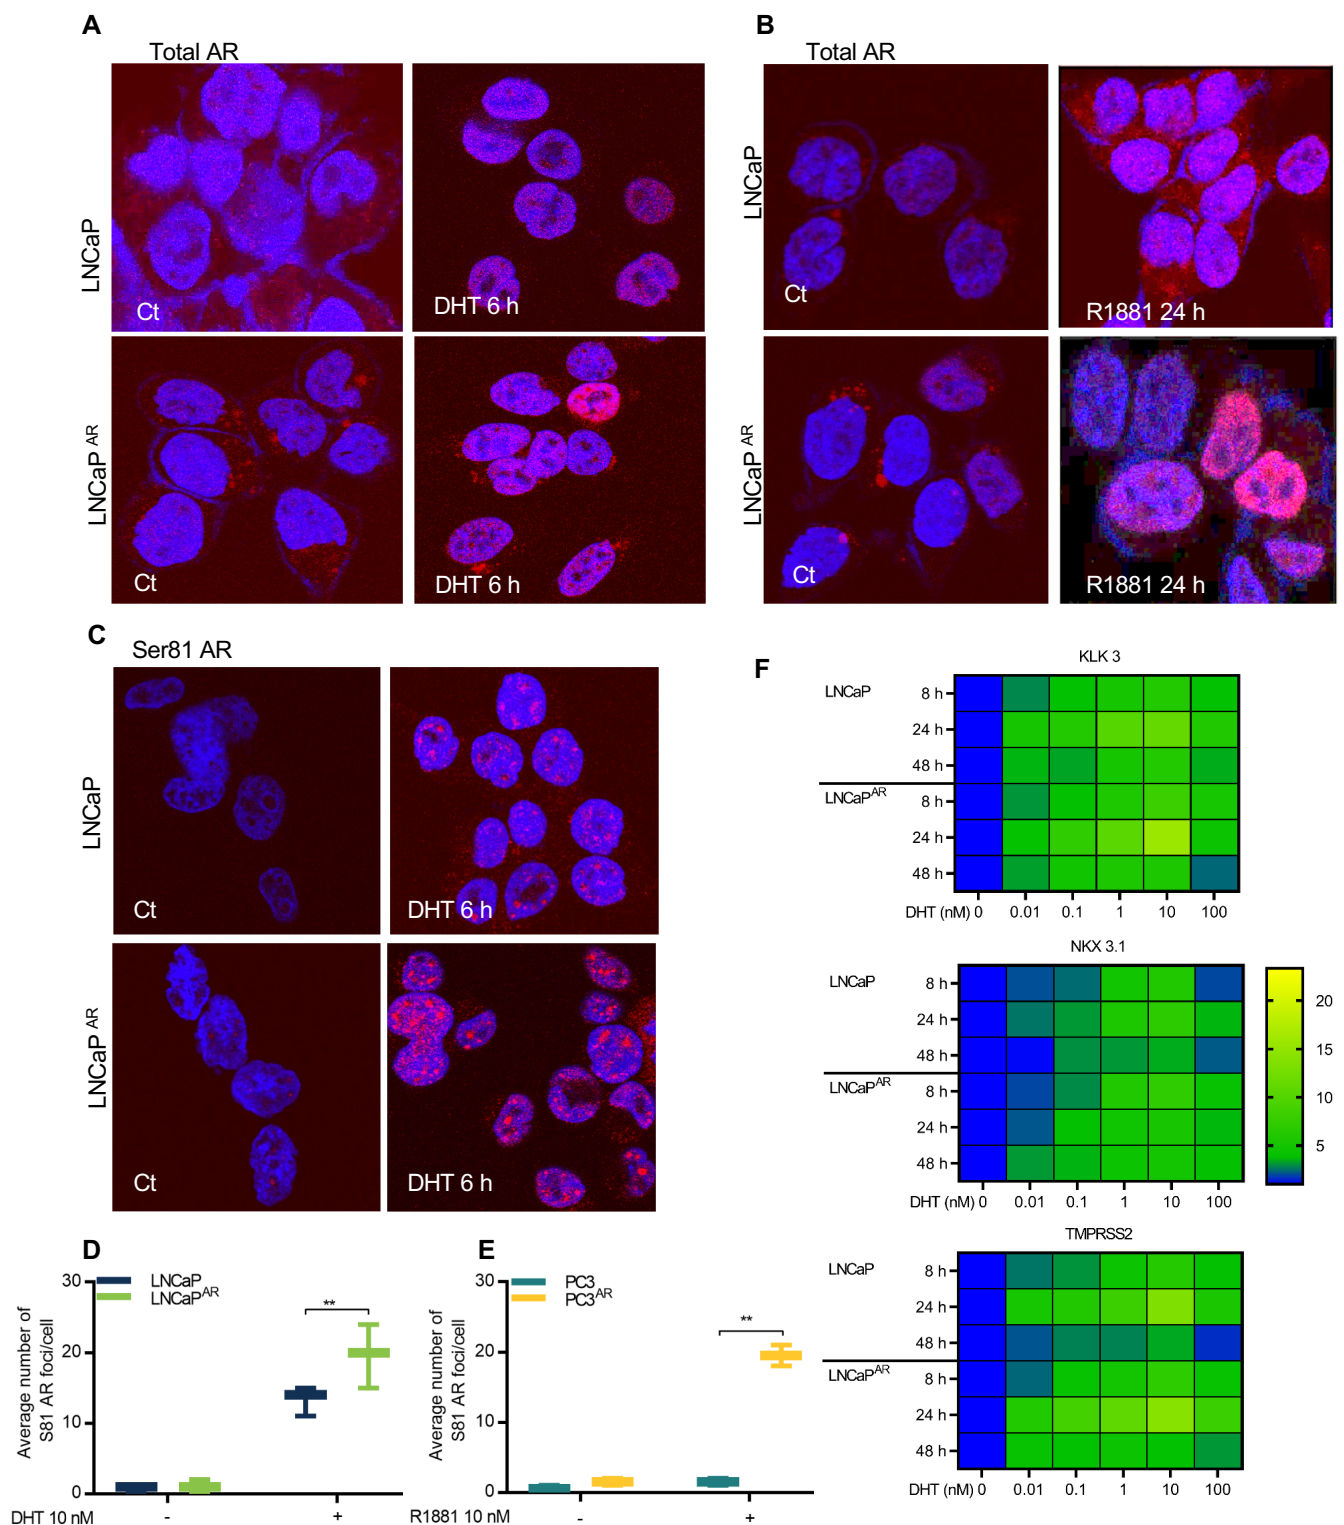 A
Total AR
LNCaP
Ct
DHT 6 h
LNCaP AR
Ct
DHT 6 h
B
Total AR
LNCaP
Ct
R1881 24 h
LNCaP AR
Ct
R1881 24 h
C
Ser81 AR
LNCaP
Ct
DHT 6 h
LNCaP AR
Ct
DHT 6 h
D
LNCaP
LNCaPAR
Average number of
S81 AR foci/cell
30
20
10
0
**
DHT 10 nM - +
E
PC3
PC3AR
Average number of
S81 AR foci/cell
30
20
10
0
**
R1881 10 nM - +
F
KLK 3
LNCaP 8 h
24 h
48 h
LNCaPAR 8 h
24 h
48 h
DHT (nM) 0 0.01 0.1 1 10 100
NKX 3.1
LNCaP 8 h
24 h
48 h
LNCaPAR 8 h
24 h
48 h
DHT (nM) 0 0.01 0.1 1 10 100
20
15
10
5
TMPRSS2
LNCaP 8 h
24 h
48 h
LNCaPAR 8 h
24 h
48 h
DHT (nM) 0 0.01 0.1 1 10 100